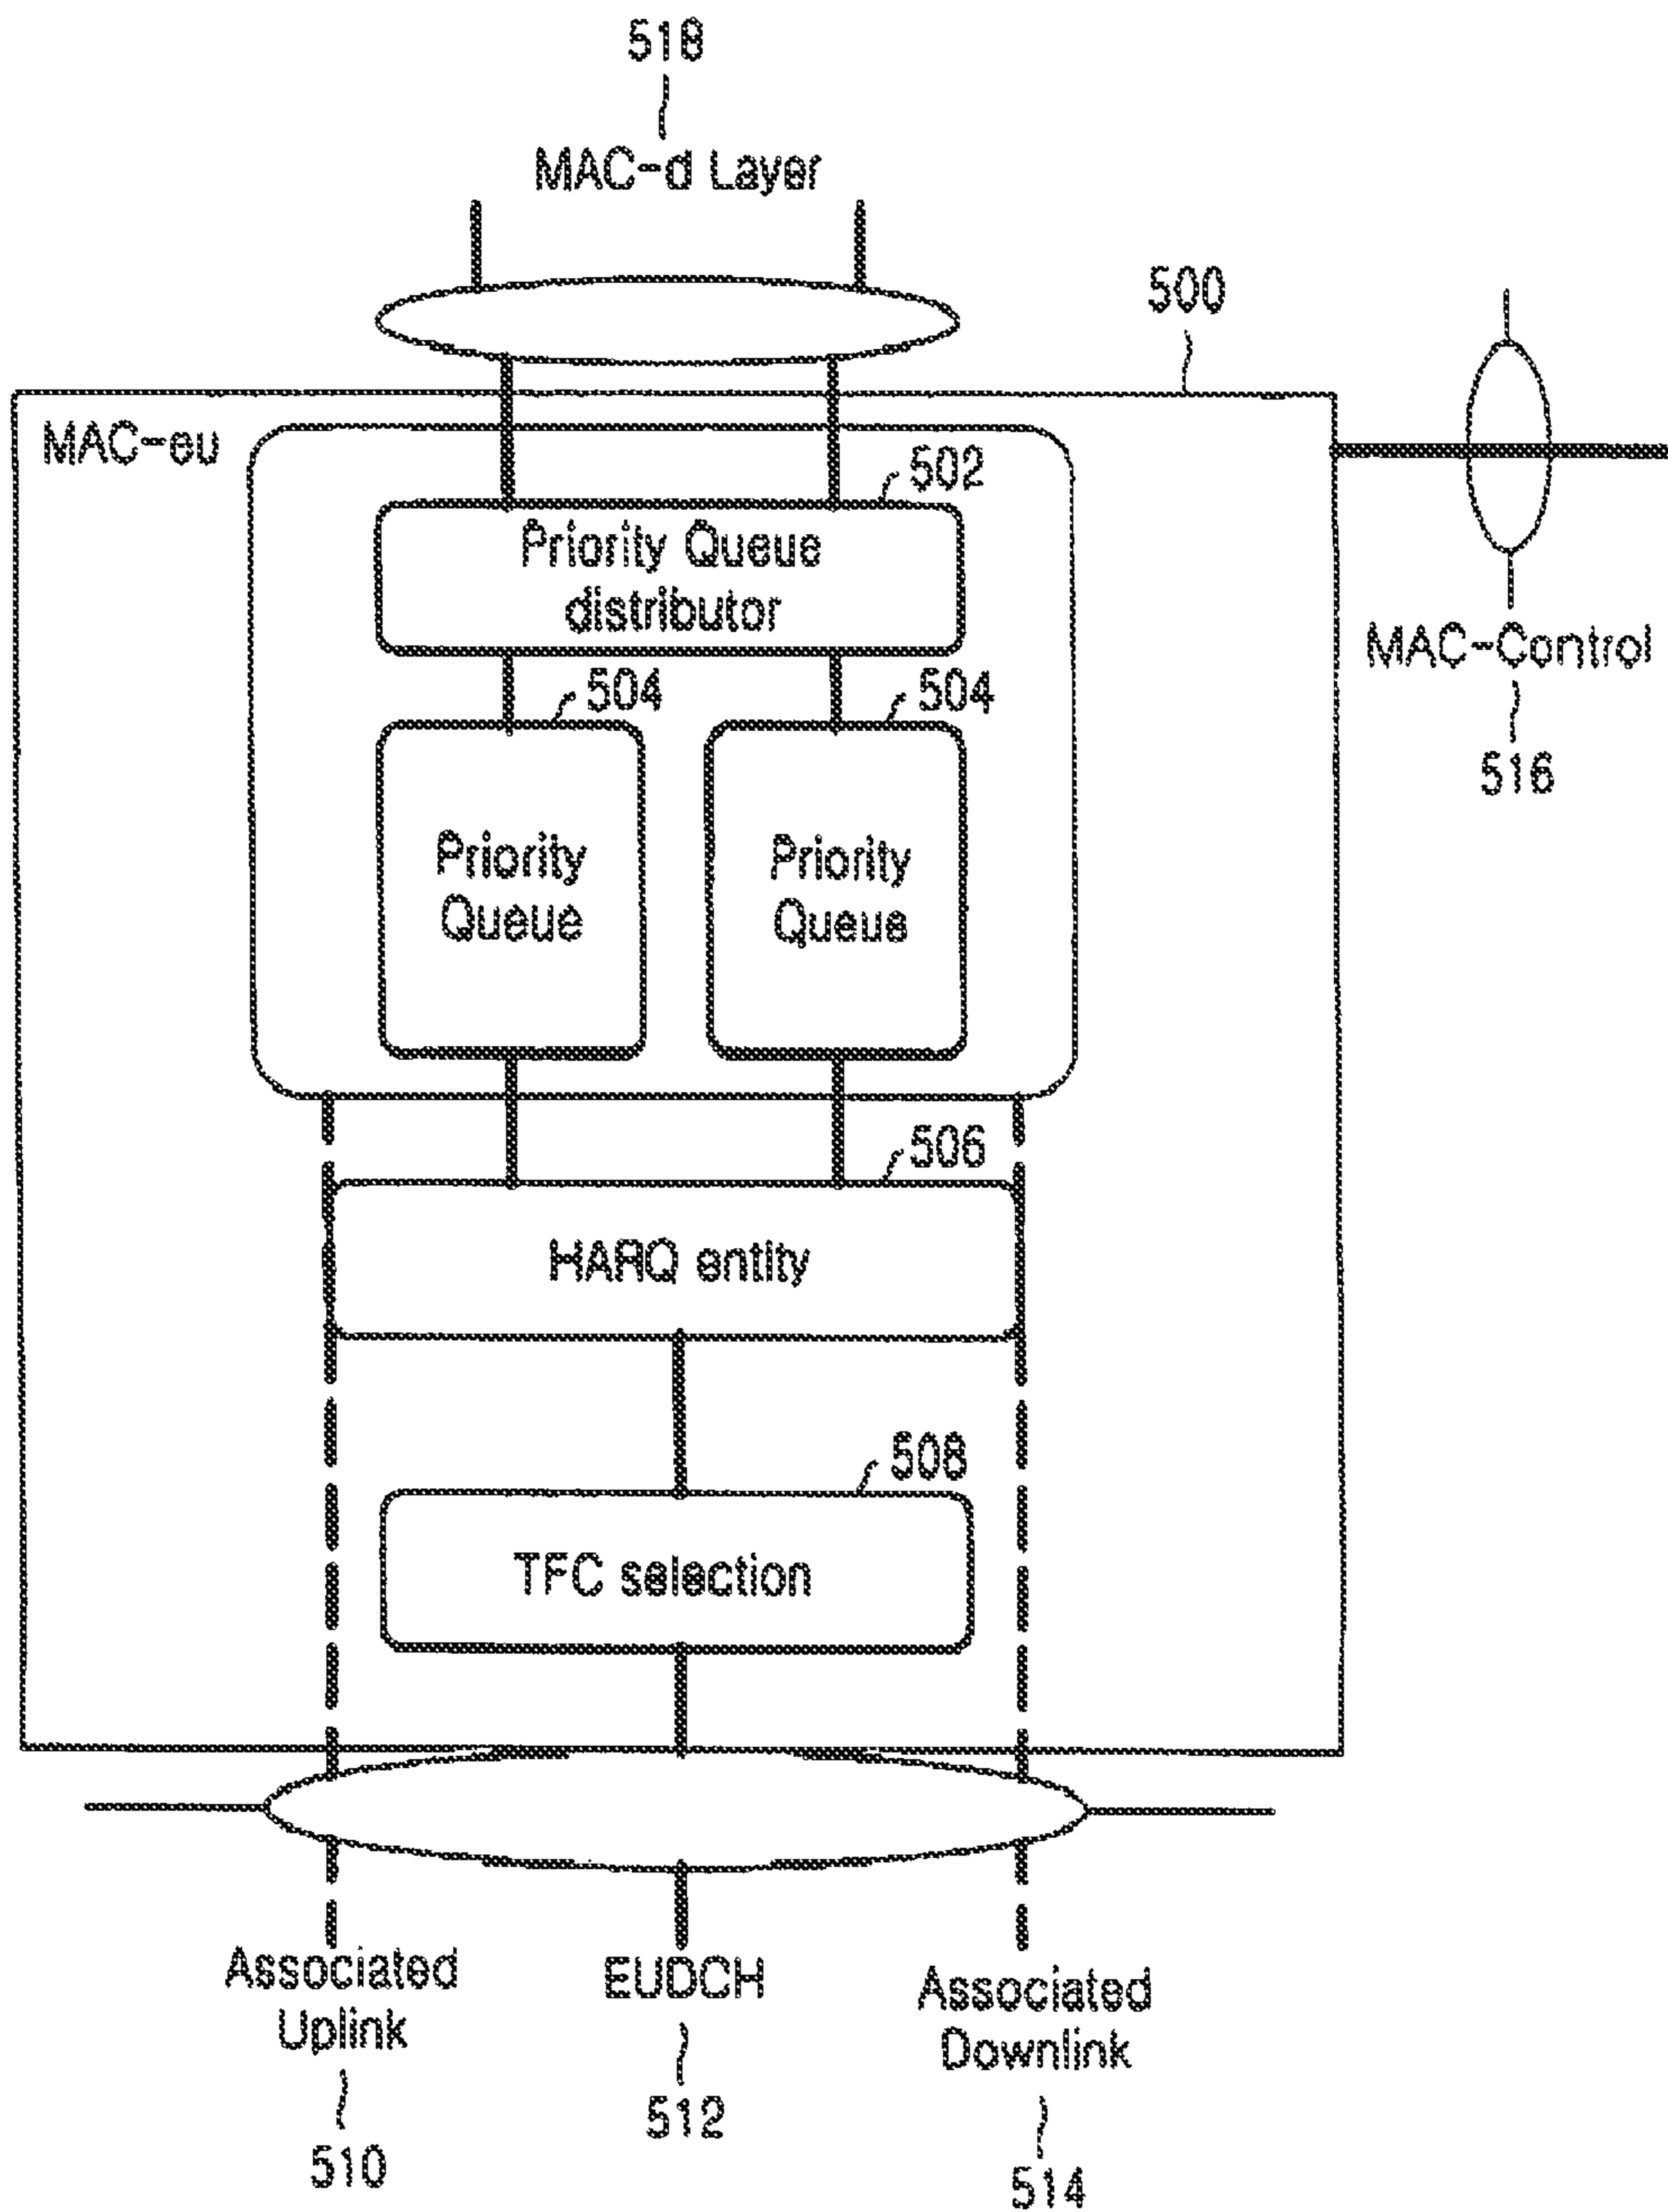 518
MAC-d Layer
500
MAC-eu
502
Priority Queue
distributor
MAC-Control
516
504
504
Priority
Queue
Priority
Queue
506
HARQ entity
508
TFC selection
Associated
Uplink
510
EUDCH
512
Associated
Downlink
514